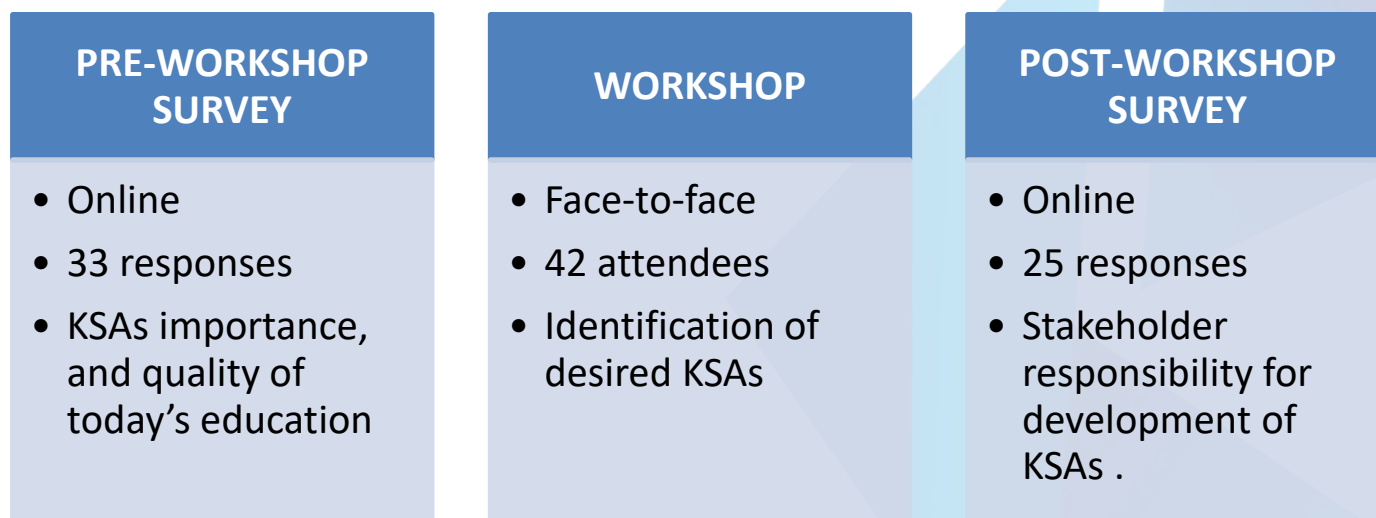 PRE-WORKSHOP
SURVEY
• Online
• 33 responses
• KSAs importance,
and quality of
today’s education
WORKSHOP
• Face-to-face
• 42 attendees
• Identification of
desired KSAs
POST-WORKSHOP
SURVEY
• Online
• 25 responses
• Stakeholder
responsibility for
development of
KSAs .